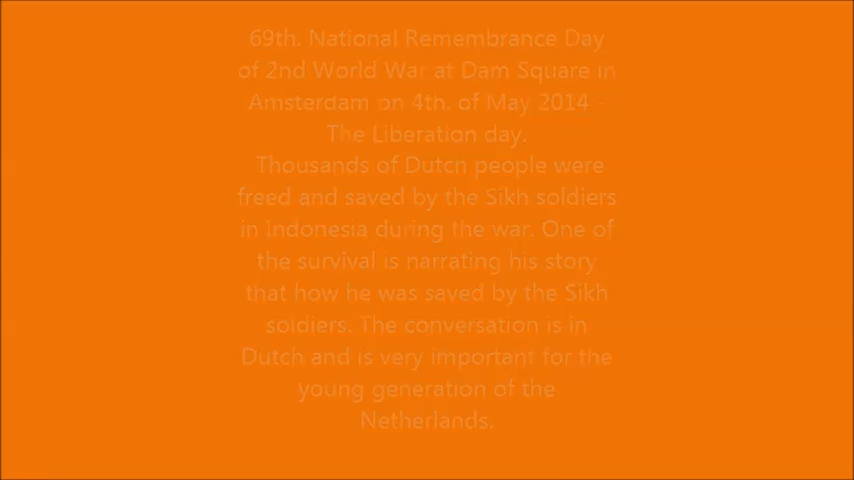 69th. National Remembrance Day
of 2nd World War at Dam Square in
Amsterdam on 4th. of May 2014 -
The Liberation day.
Thousands of Dutch people were
freed and saved by the Sikh soldiers
in Indonesia during the war. One of
the survival is narrating his story
that how he was saved by the Sikh
soldiers. The conversation is in
Dutch and is very important for the
young generation of the
Netherlands.